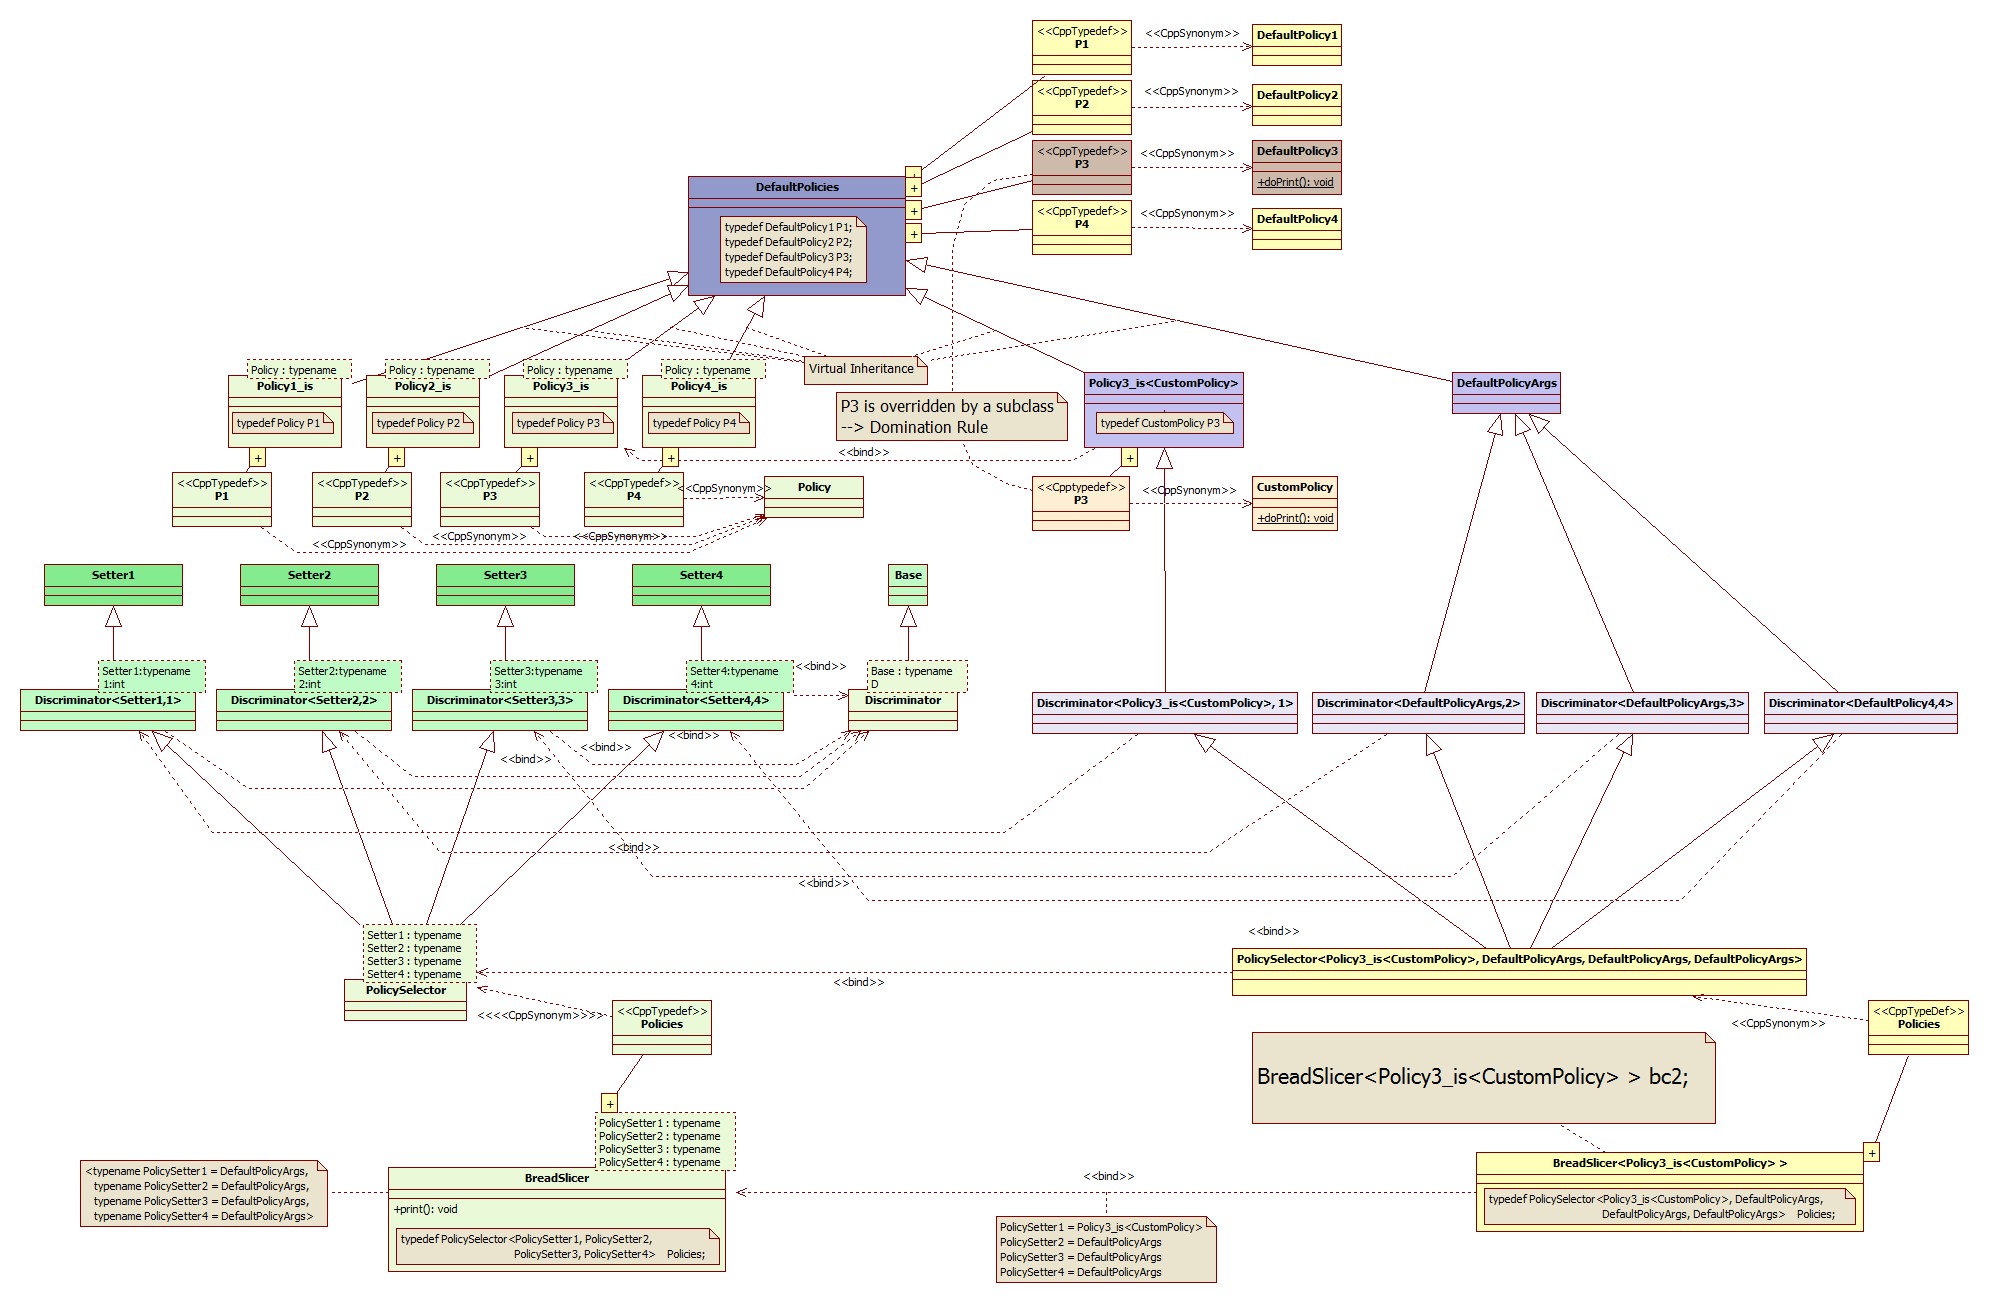 <<CppTypedef>>
P1
<<CppSynonym>>
DefaultPolicy1
<<CppTypedef>>
P2
<<CppSynonym>>
DefaultPolicy2
<<CppTypedef>>
P3
<<CppSynonym>>
DefaultPolicy3
+doPrint(): void
<<CppTypedef>>
P4
<<CppSynonym>>
DefaultPolicy4
+
+
+
+
DefaultPolicies
typedef DefaultPolicy1 P1;
typedef DefaultPolicy2 P2;
typedef DefaultPolicy3 P3;
typedef DefaultPolicy4 P4;
Policy : typename
Policy1_is
typedef Policy P1
Policy : typename
Policy2_is
typedef Policy P2
Policy : typename
Policy3_is
typedef Policy P3
Policy : typename
Policy4_is
typedef Policy P4
Virtual Inheritance
P3 is overridden by a subclass
--> Domination Rule
Policy3_is<CustomPolicy>
typedef CustomPolicy P3
DefaultPolicyArgs
<<bind>>
+
+
+
+
+
<<CppTypedef>>
P1
<<CppTypedef>>
P2
<<CppTypedef>>
P3
<<CppTypedef>>
P4
<<CppSynonym>>
Policy
<<Cpptypedef>>
P3
<<CppSynonym>>
CustomPolicy
+doPrint(): void
<<CppSynonym>>
<<CppSynonym>>
<<CppSynonym>>
Setter1
Setter2
Setter3
Setter4
Base
Setter1:typename
1:int
Discriminator<Setter1,1>
Setter2:typename
2:int
Discriminator<Setter2,2>
Setter3:typename
3:int
Discriminator<Setter3,3>
Setter4:typename
4:int
Discriminator<Setter4,4>
<<bind>>
Base : typename
D
Discriminator
Discriminator<Policy3_is<CustomPolicy>, 1>
Discriminator<DefaultPolicyArgs,2>
Discriminator<DefaultPolicyArgs,3>
Discriminator<DefaultPolicy4,4>
<<bind>>
<<bind>>
<<bind>>
<<bind>>
<<bind>>
<<bind>>
Setter1 : typename
Setter2 : typename
Setter3 : typename
Setter4 : typename
PolicySelector
<<bind>>
PolicySelector<Policy3_is<CustomPolicy>, DefaultPolicyArgs, DefaultPolicyArgs, DefaultPolicyArgs>
<<<<CppSynonym>>>>
<<CppTypedef>>
Policies
<<CppSynonym>>
<<CppTypeDef>>
Policies
BreadSlicer<Policy3_is<CustomPolicy> > bc2;
+
PolicySetter1 : typename
PolicySetter2 : typename
PolicySetter3 : typename
PolicySetter4 : typename
BreadSlicer
+print(): void
typedef PolicySelector<PolicySetter1, PolicySetter2,
PolicySetter3, PolicySetter4> Policies;
<typename PolicySetter1 = DefaultPolicyArgs,
typename PolicySetter2 = DefaultPolicyArgs,
typename PolicySetter3 = DefaultPolicyArgs,
typename PolicySetter4 = DefaultPolicyArgs>
<<bind>>
PolicySetter1 = Policy3_is<CustomPolicy>
PolicySetter2 = DefaultPolicyArgs
PolicySetter3 = DefaultPolicyArgs
PolicySetter4 = DefaultPolicyArgs
+
BreadSlicer<Policy3_is<CustomPolicy> >
typedef PolicySelector<Policy3_is<CustomPolicy>, DefaultPolicyArgs,
DefaultPolicyArgs, DefaultPolicyArgs> Policies;